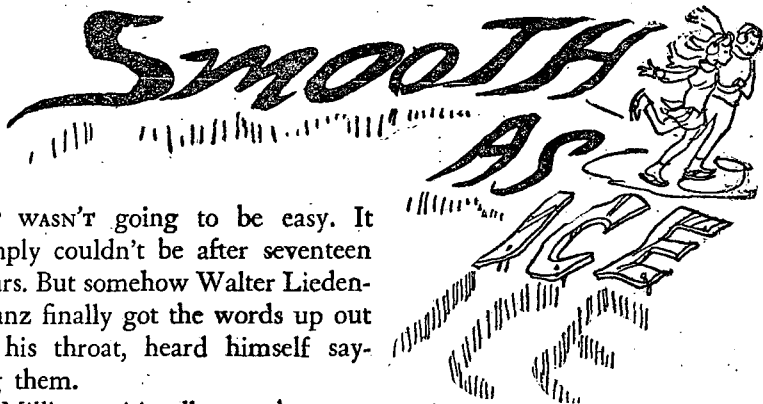 SmooTH
AS
ICE
WASN'T going to be easy. It
mply couldn't be after seventeen
rs. But somehow Walter Lieden-
anz finally got the words up out
his throat, heard himself say-
them.